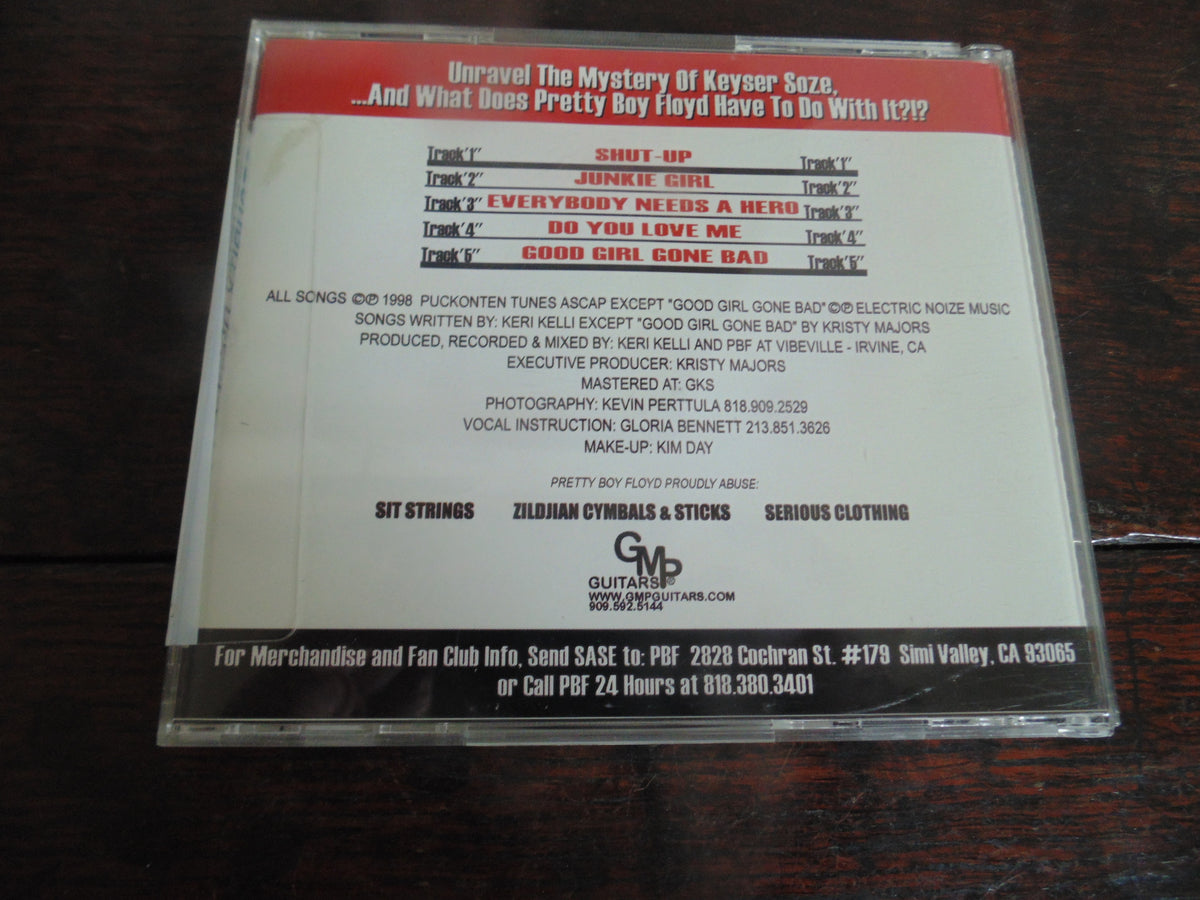 Unravel The Mystery Of Keyser Soze,
...And What Does Pretty Boy Floyd Have To Do With It?!?
Track'1" SHUT-UP Track'1"
Track'2" JUNKIE GIRL Track'2"
Track'3" EVERYBODY NEEDS A HERO Track'3"
Track'4" DO YOU LOVE ME Track'4"
Track'5" GOOD GIRL GONE BAD Track'5"
ALL SONGS ©℗ 1998 PUCKONTEN TUNES ASCAP EXCEPT "GOOD GIRL GONE BAD" ©℗ ELECTRIC NOIZE MUSIC
SONGS WRITTEN BY: KERI KELLI EXCEPT "GOOD GIRL GONE BAD" BY KRISTY MAJORS
PRODUCED, RECORDED & MIXED BY: KERI KELLI AND PBF AT VIBEVILLE - IRVINE, CA
EXECUTIVE PRODUCER: KRISTY MAJORS
MASTERED AT: GKS
PHOTOGRAPHY: KEVIN PERTTULA 818.909.2529
VOCAL INSTRUCTION: GLORIA BENNETT 213.851.3626
MAKE-UP: KIM DAY
PRETTY BOY FLOYD PROUDLY ABUSE:
SIT STRINGS ZILDJIAN CYMBALS & STICKS SERIOUS CLOTHING
GMP
GUITARS®
WWW.GMPGUITARS.COM
909.592.5144
For Merchandise and Fan Club Info, Send SASE to: PBF 2828 Cochran St. #179 Simi Valley, CA 93065
or Call PBF 24 Hours at 818.380.3401